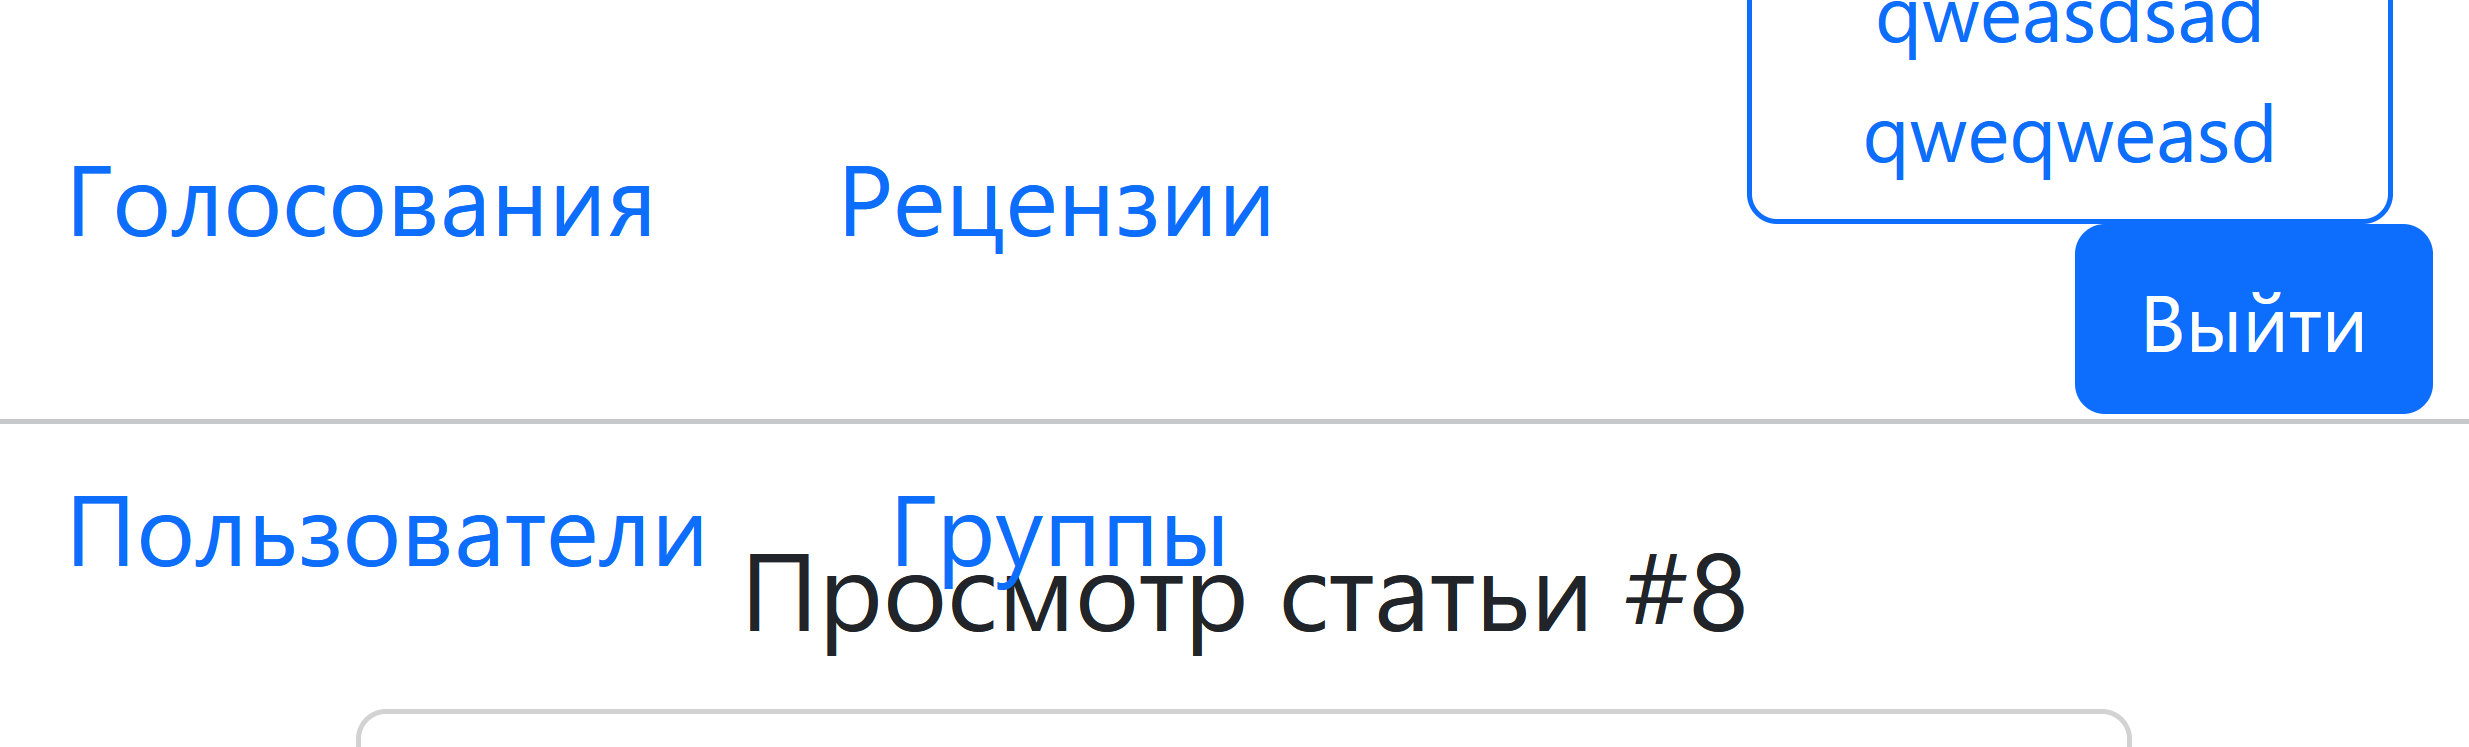 qweasdsad
qweqweasd
Голосования Рецензии
Выйти
Пользователи Группы
Просмотр статьи #8